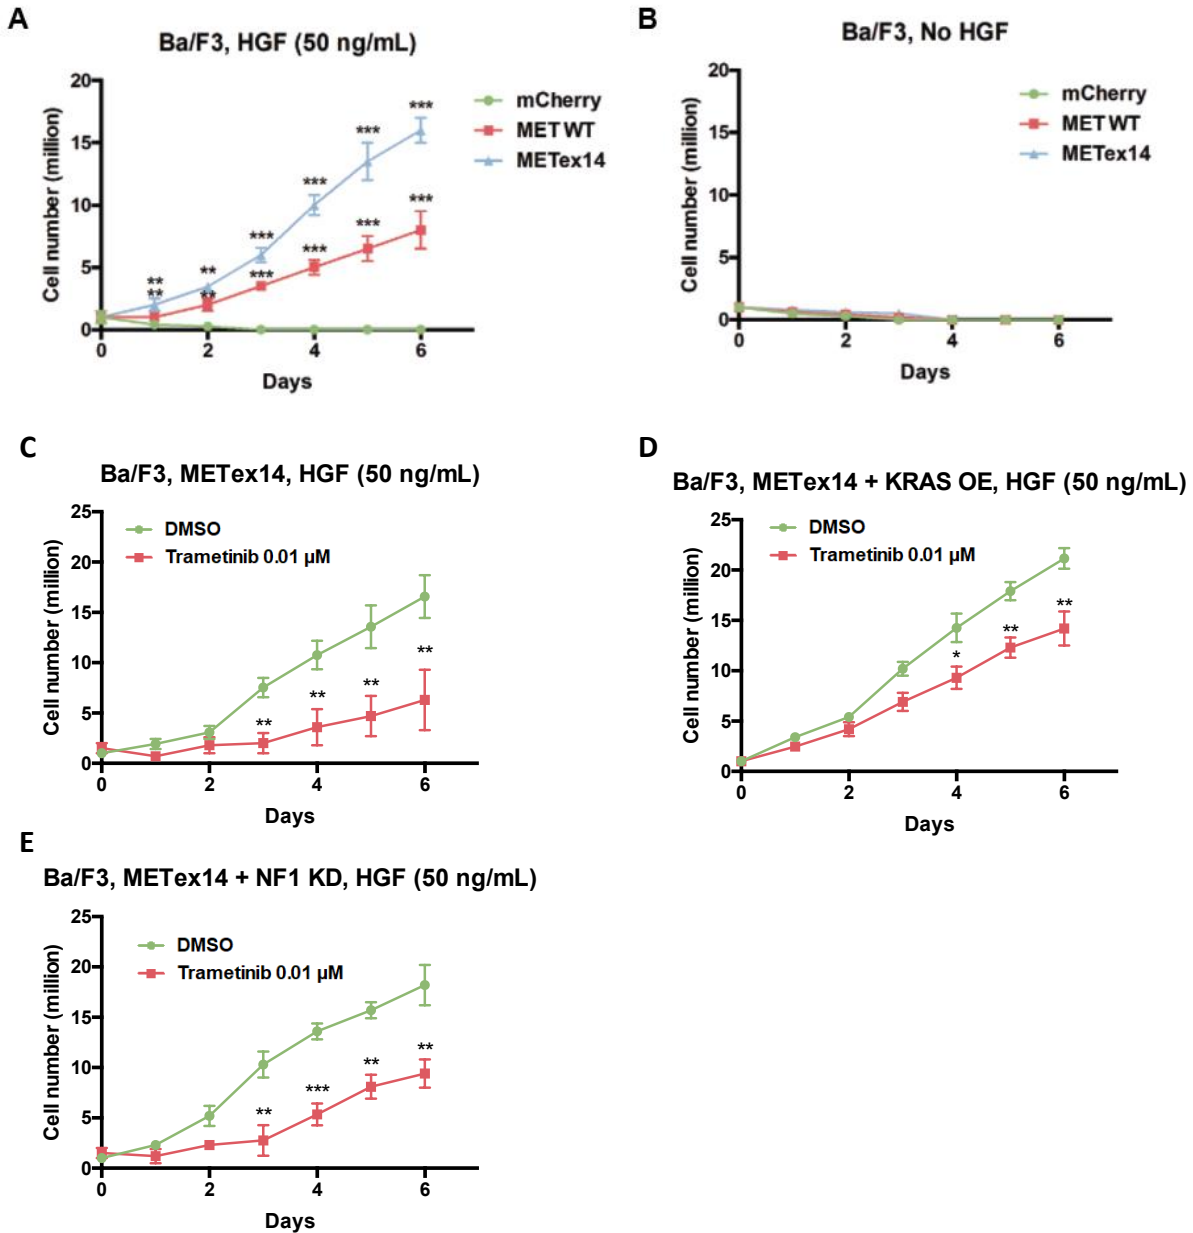 A
Ba/F3, HGF (50 ng/mL)
Cell number (million)
20
15
10
5
0
0 2 4 6
Days
** ** *** *** *** ***
** ** *** *** *** ***
mCherry
MET WT
METex14
B
Ba/F3, No HGF
Cell number (million)
20
15
10
5
0
0 2 4 6
Days
mCherry
MET WT
METex14
C
Ba/F3, METex14, HGF (50 ng/mL)
Cell number (million)
25
20
15
10
5
0
0 2 4 6
Days
DMSO
Trametinib 0.01 µM
** ** ** **
D
Ba/F3, METex14 + KRAS OE, HGF (50 ng/mL)
Cell number (million)
25
20
15
10
5
0
0 2 4 6
Days
DMSO
Trametinib 0.01 µM
* ** **
E
Ba/F3, METex14 + NF1 KD, HGF (50 ng/mL)
Cell number (million)
25
20
15
10
5
0
0 2 4 6
Days
DMSO
Trametinib 0.01 µM
** *** ** **